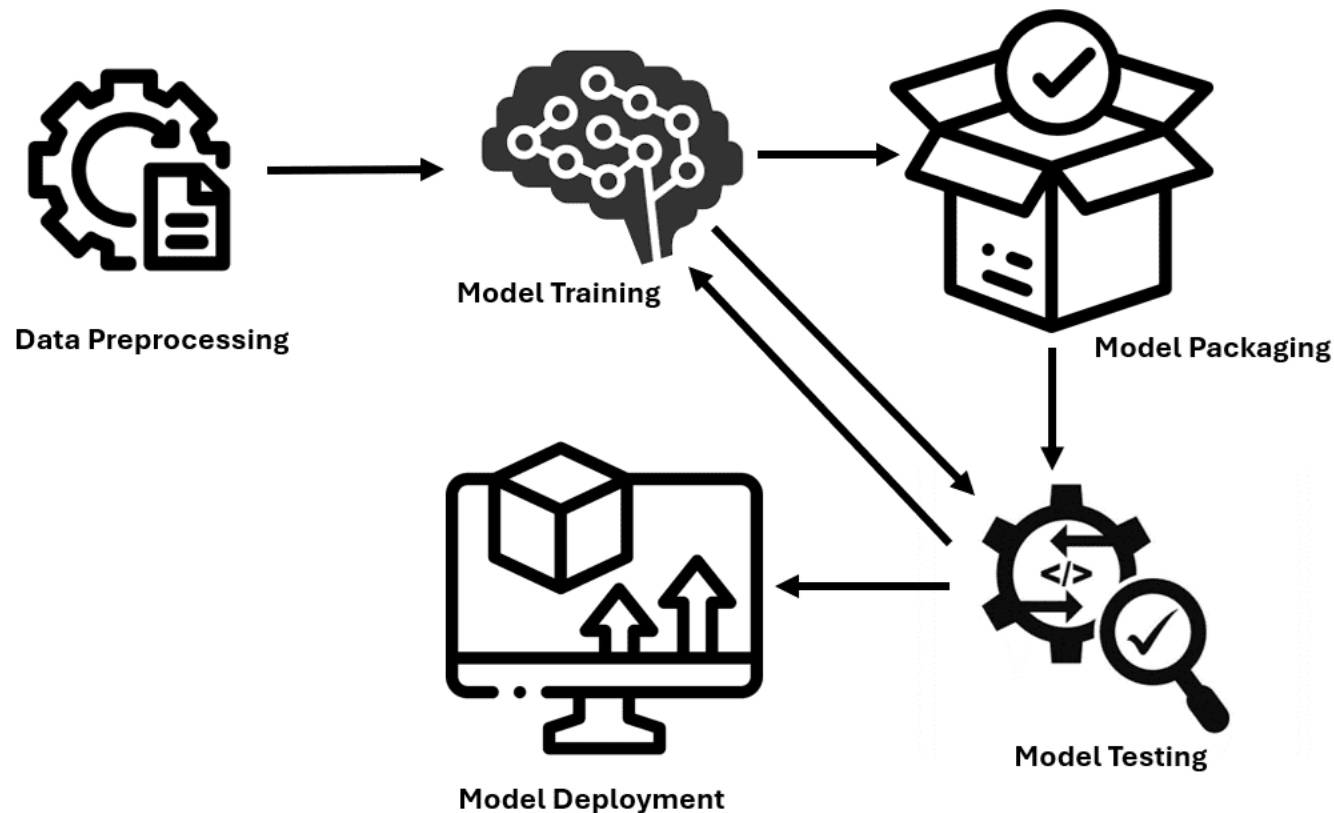 Data Preprocessing
Model Training
Model Packaging
</>
Model Testing
Model Deployment